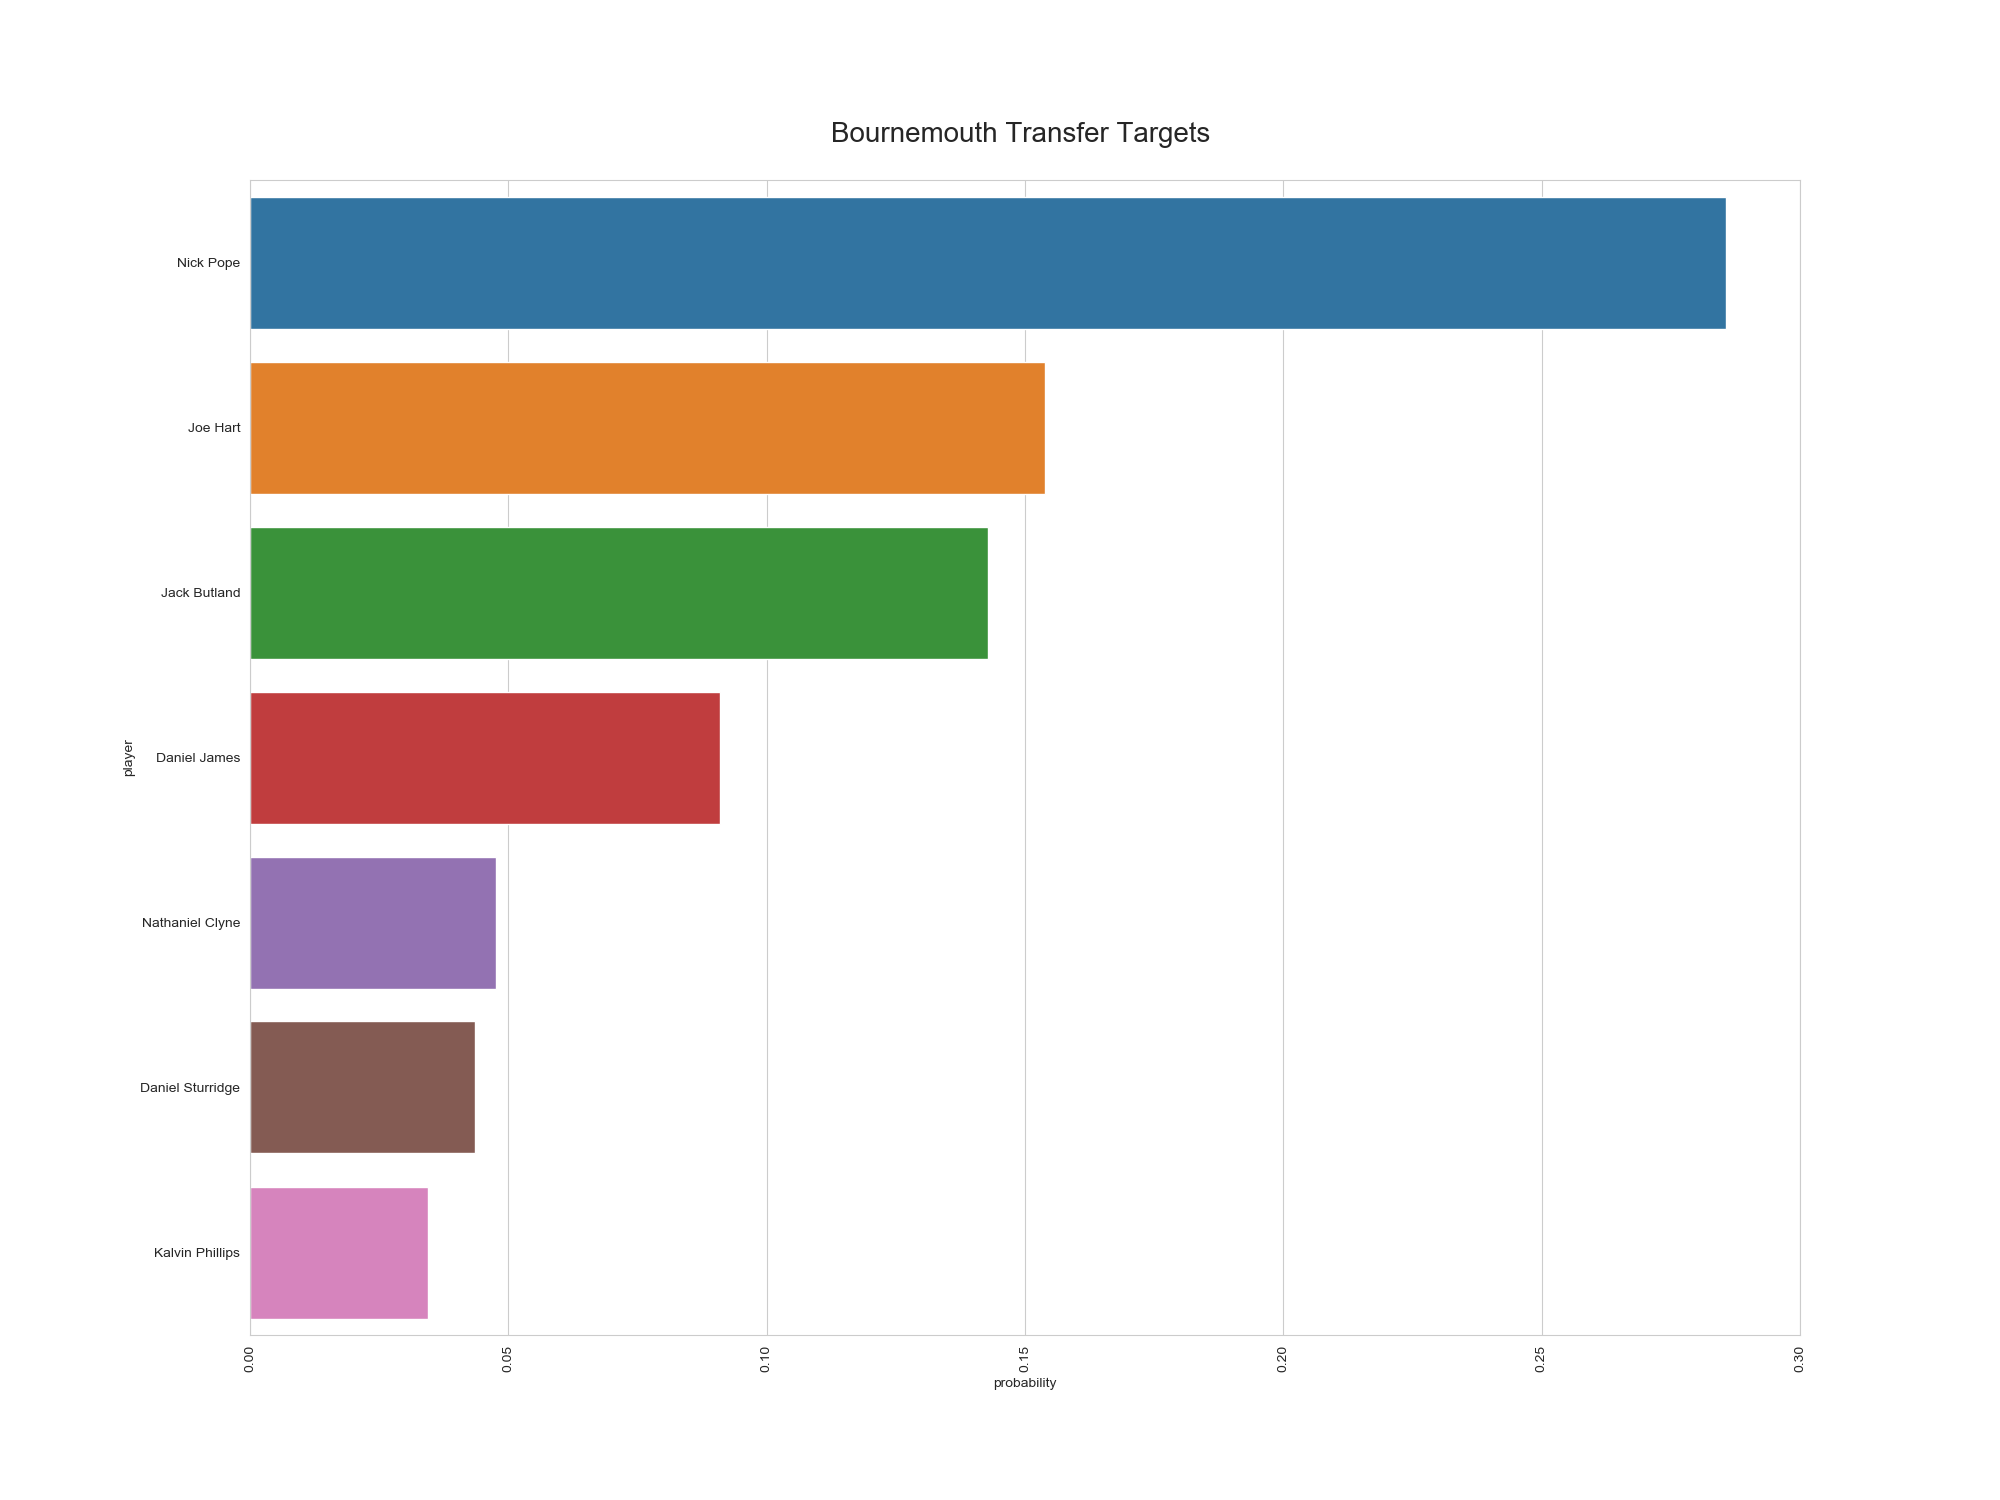 Bournemouth Transfer Targets
Nick Pope
Joe Hart
Jack Butland
Daniel James
Nathaniel Clyne
Daniel Sturridge
Kalvin Phillips
player
0.00 0.05 0.10 0.15 0.20 0.25 0.30
probability